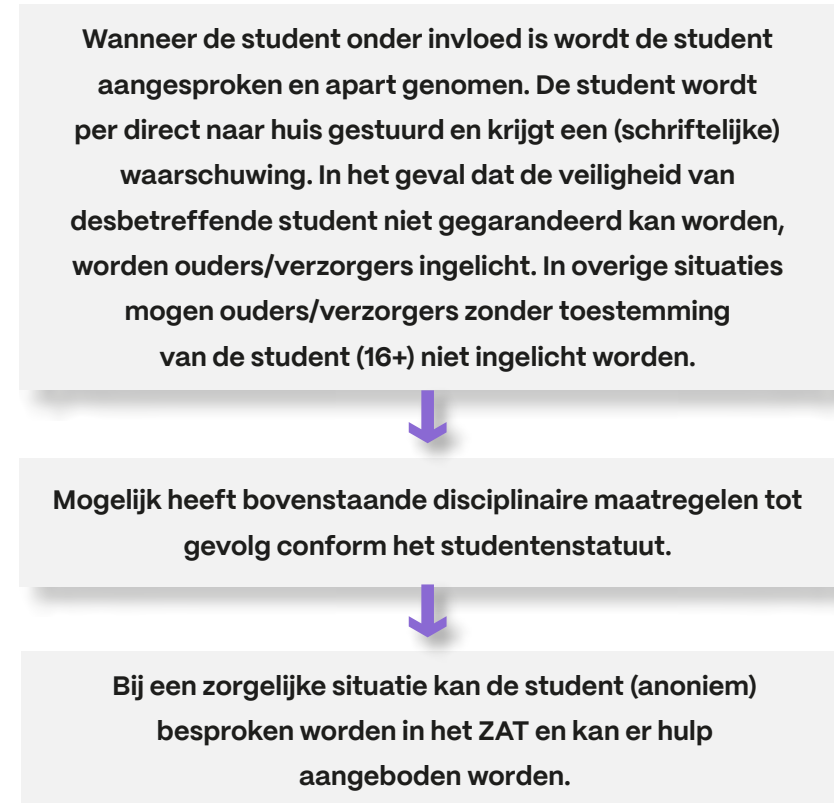 Wanneer de student onder invloed is wordt de student
aangesproken en apart genomen. De student wordt
per direct naar huis gestuurd en krijgt een (schriftelijke)
waarschuwing. In het geval dat de veiligheid van
desbetreffende student niet gegarandeerd kan worden,
worden ouders/verzorgers ingelicht. In overige situaties
mogen ouders/verzorgers zonder toestemming
van de student (16+) niet ingelicht worden.
Mogelijk heeft bovenstaande disciplinaire maatregelen tot
gevolg conform het studentenstatuut.
Bij een zorgelijke situatie kan de student (anoniem)
besproken worden in het ZAT en kan er hulp
aangeboden worden.